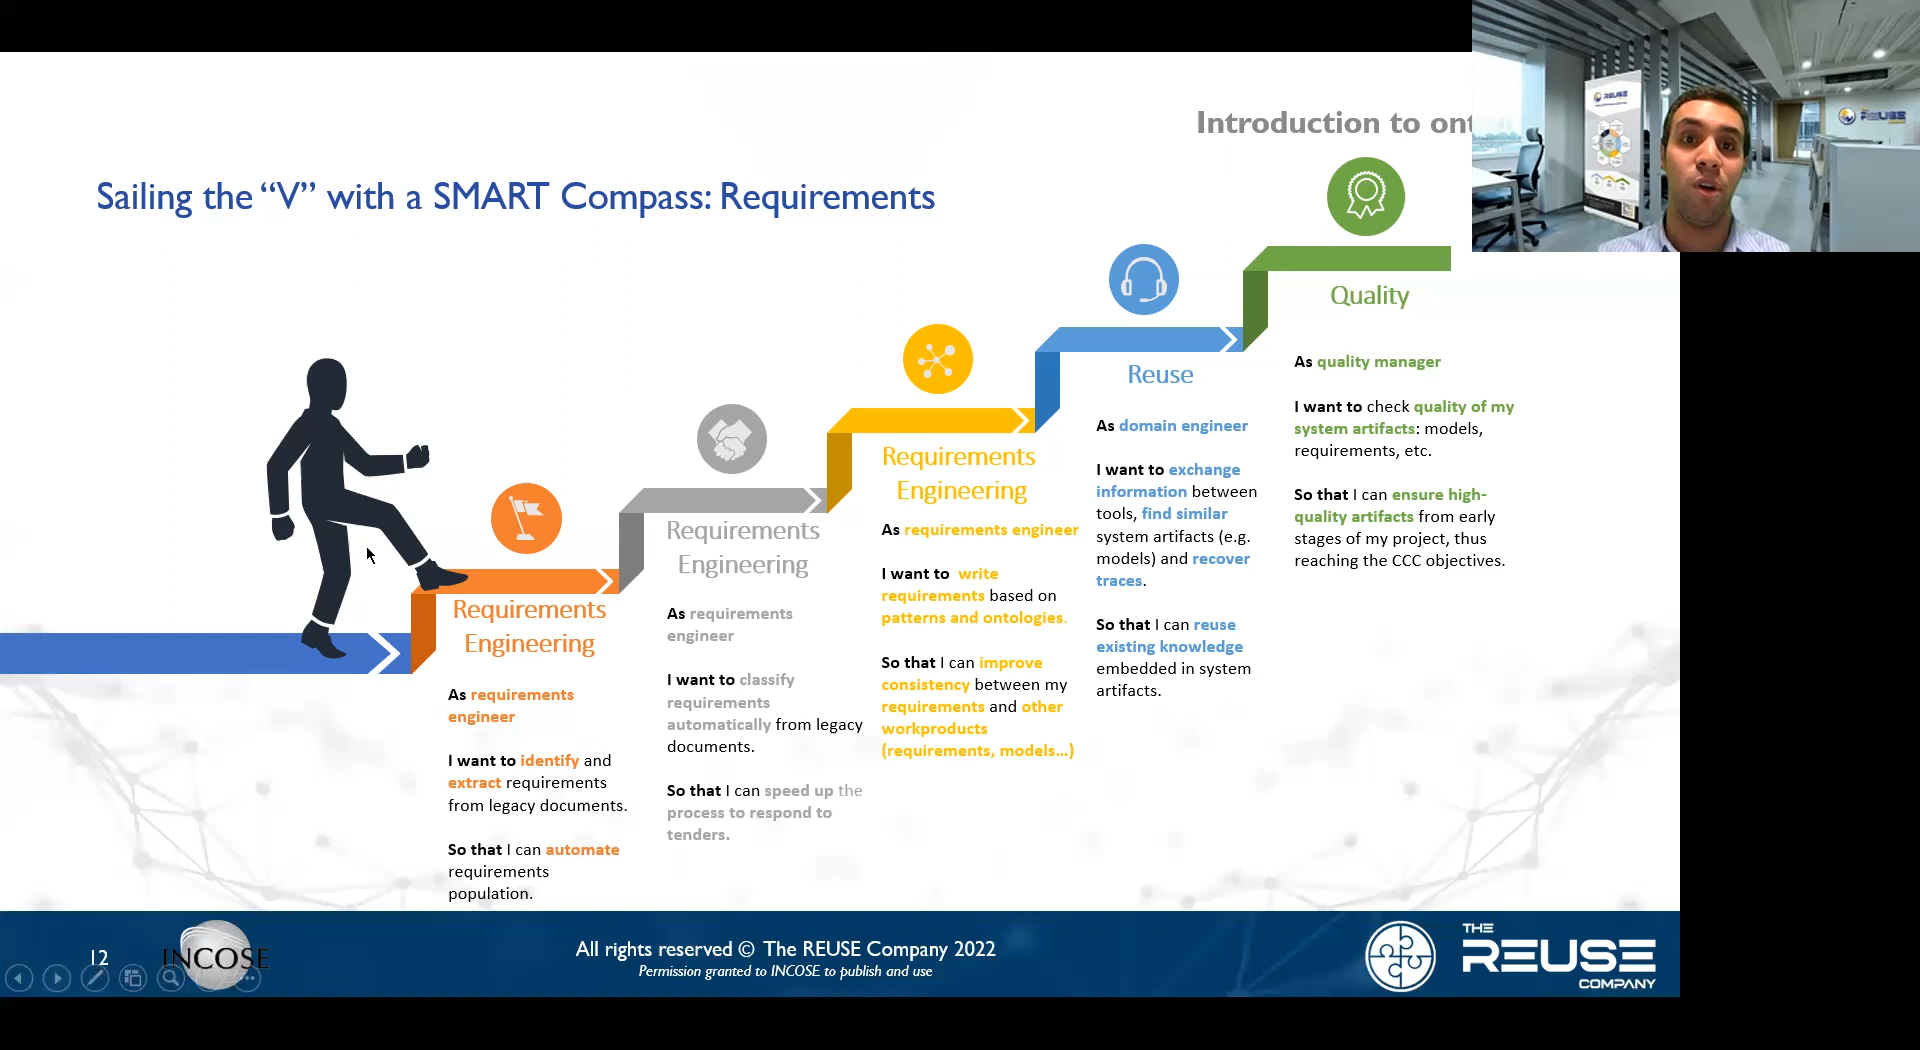 Introduction to ont
REUSE
REUSE
Sailing the “V” with a SMART Compass: Requirements
Requirements
Engineering
As requirements
engineer
I want to identify and
extract requirements
from legacy documents.
So that I can automate
requirements
population.
Requirements
Engineering
As requirements
engineer
I want to classify
requirements
automatically from legacy
documents.
So that I can speed up the
process to respond to
tenders.
Requirements
Engineering
As requirements engineer
I want to write
requirements based on
patterns and ontologies.
So that I can improve
consistency between my
requirements and other
workproducts
(requirements, models...)
Reuse
As domain engineer
I want to exchange
information between
tools, find similar
system artifacts (e.g.
models) and recover
traces.
So that I can reuse
existing knowledge
embedded in system
artifacts.
Quality
As quality manager
I want to check quality of my
system artifacts: models,
requirements, etc.
So that I can ensure high-
quality artifacts from early
stages of my project, thus
reaching the CCC objectives.
12
INCOSE
All rights reserved © The REUSE Company 2022
Permission granted to INCOSE to publish and use
THE
REUSE
COMPANY